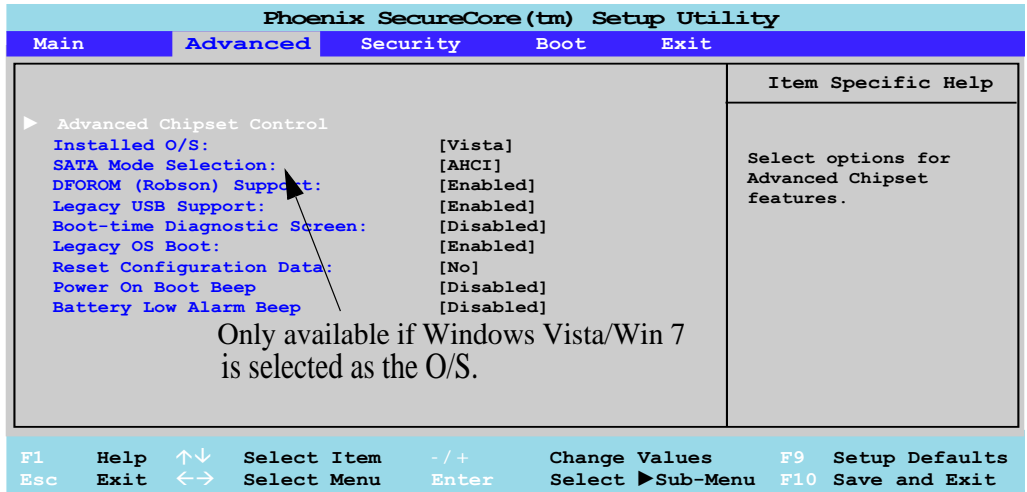 Phoenix SecureCore(tm) Setup Utility
Main Advanced Security Boot Exit
Item Specific Help
Advanced Chipset Control
Installed O/S: [Vista]
SATA Mode Selection: [AHCI]
DFOROM (Robson) Support: [Enabled]
Legacy USB Support: [Enabled]
Boot-time Diagnostic Screen: [Disabled]
Legacy OS Boot: [Enabled]
Reset Configuration Data: [No]
Power On Boot Beep [Disabled]
Battery Low Alarm Beep [Disabled]
Only available if Windows Vista/Win 7
is selected as the O/S.
Select options for
Advanced Chipset
features.
F1 Help ↑↓ Select Item -/+ Change Values F9 Setup Defaults
Esc Exit ←→ Select Menu Enter Select ▶Sub-Menu F10 Save and Exit